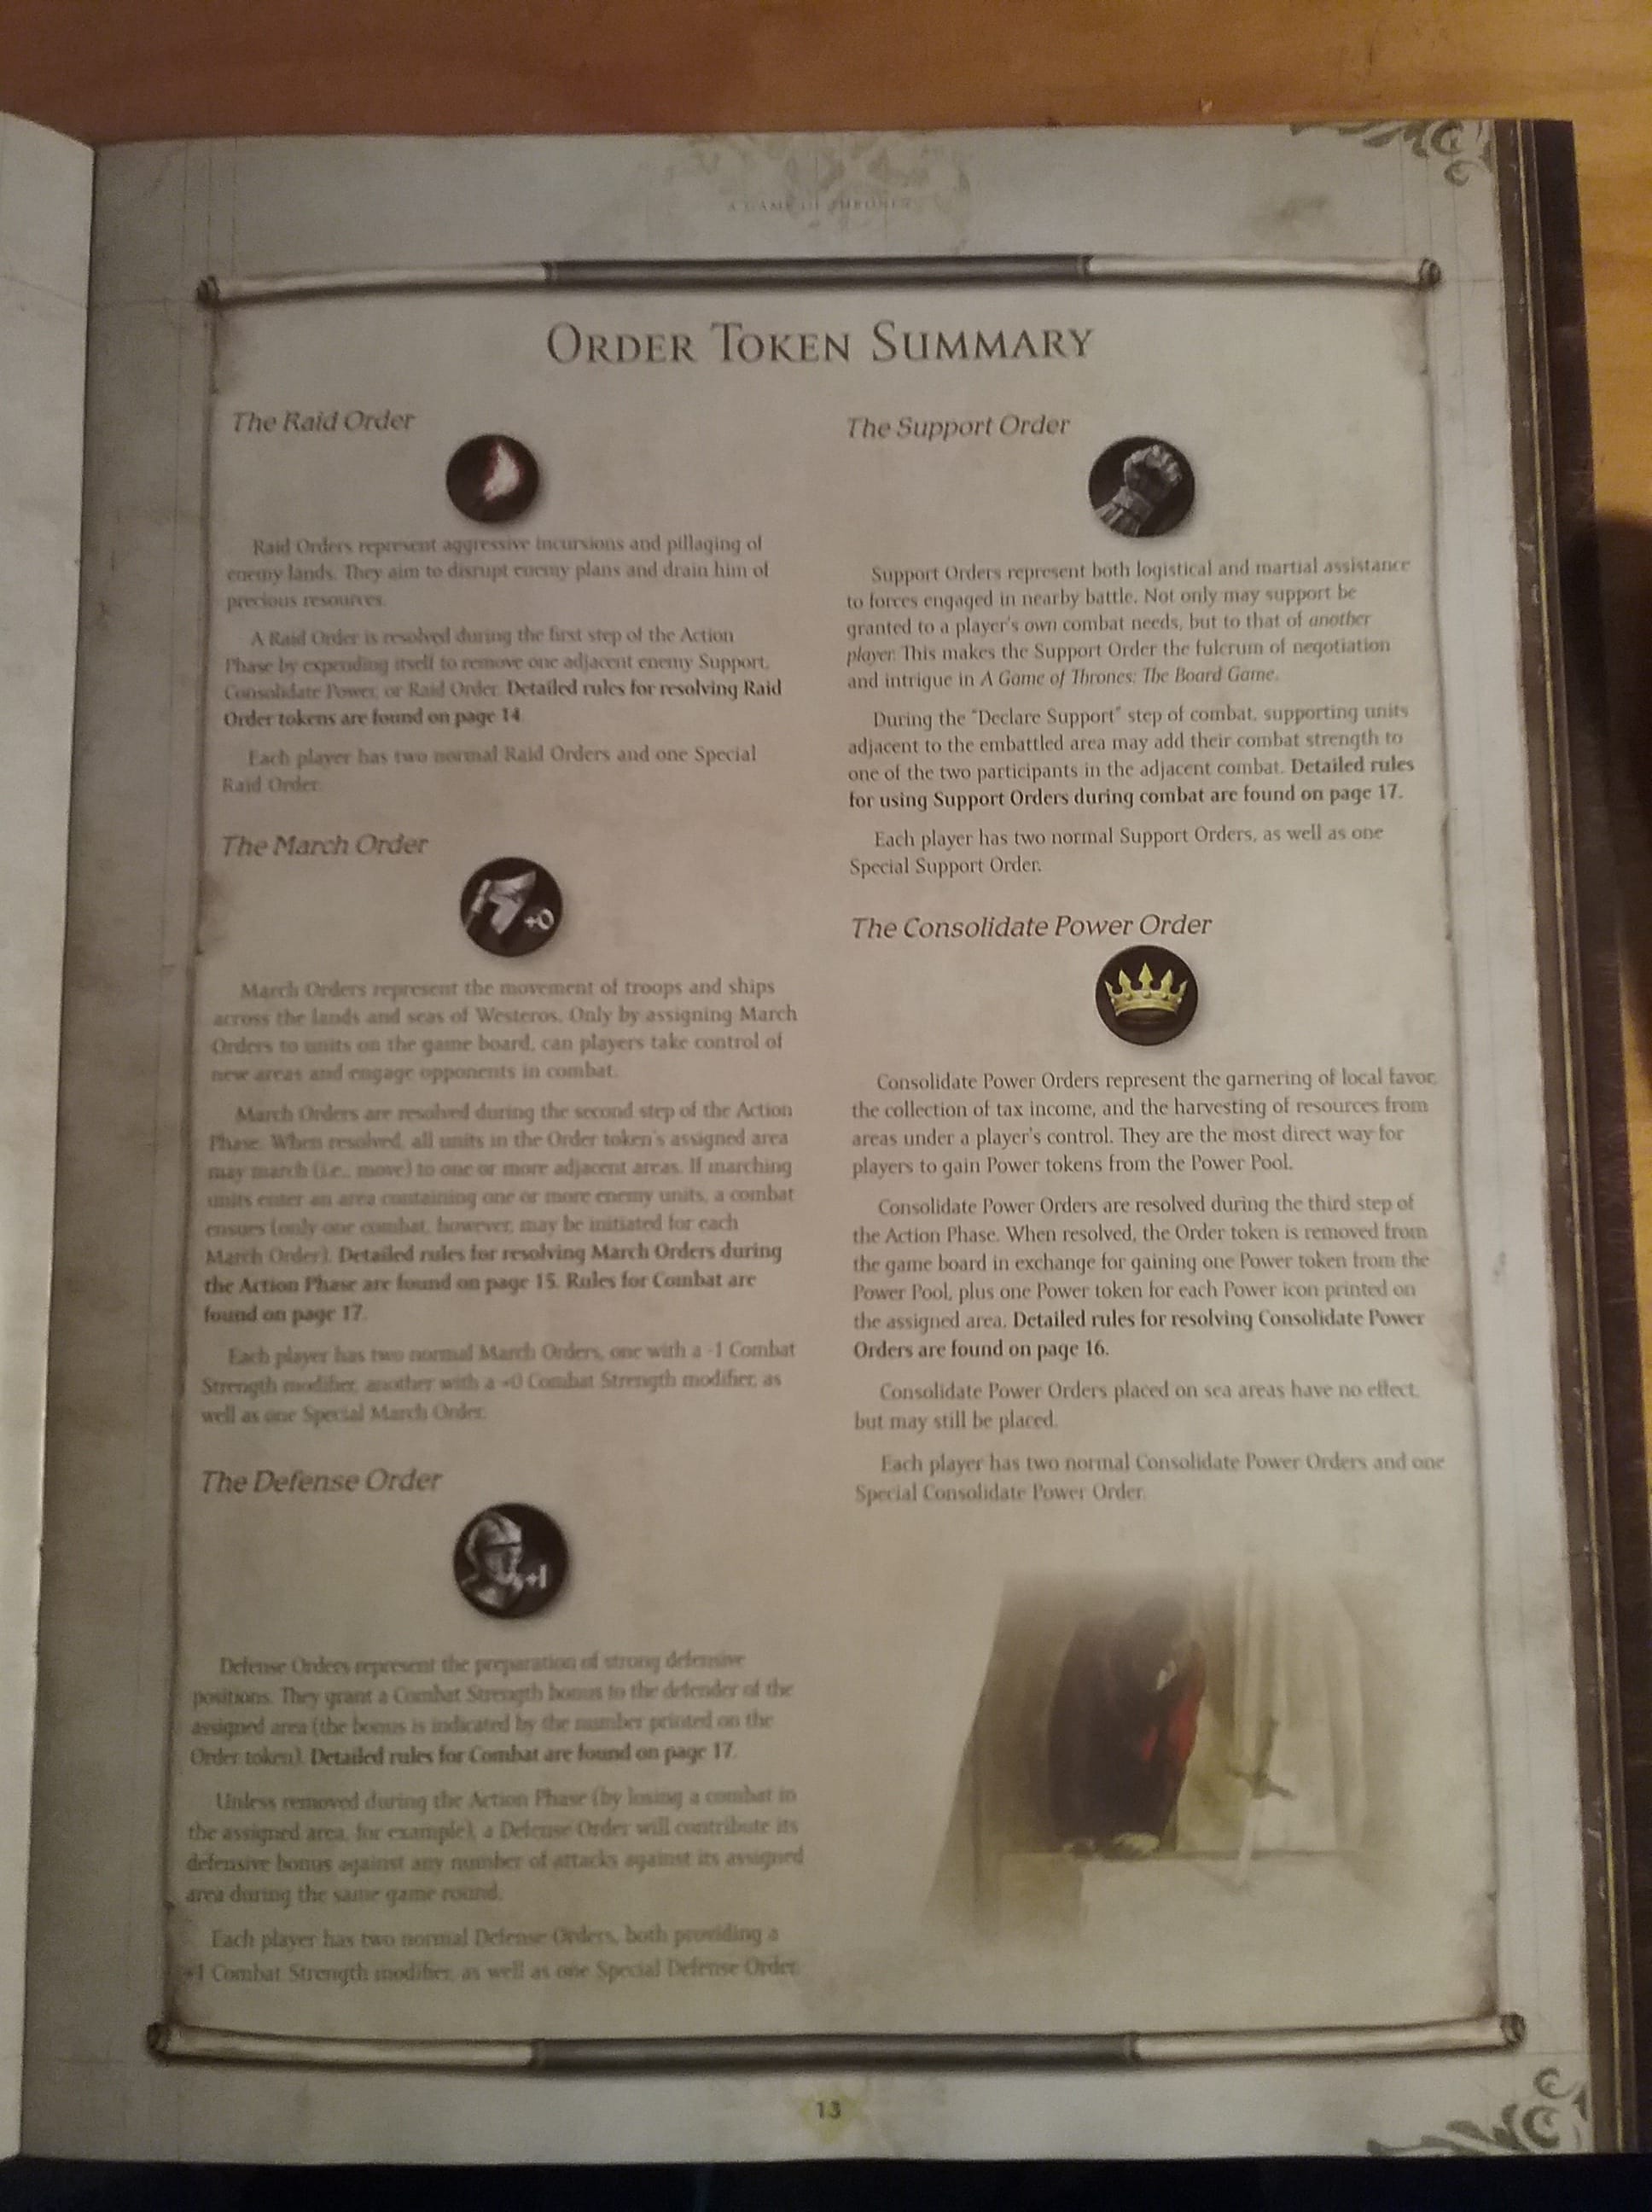 A GAME OF THRONES
ORDER TOKEN SUMMARY
The Raid Order
Raid Orders represent aggressive incursions and pillaging of
enemy lands. They aim to disrupt enemy plans and drain him of
precious resources.
A Raid Order is resolved during the first step of the Action
Phase by expending itself to remove one adjacent enemy Support,
Consolidate Power, or Raid Order. Detailed rules for resolving Raid
Order tokens are found on page 14.
Each player has two normal Raid Orders and one Special
Raid Order.
The March Order
+0
March Orders represent the movement of troops and ships
across the lands and seas of Westeros. Only by assigning March
Orders to units on the game board, can players take control of
new areas and engage opponents in combat.
March Orders are resolved during the second step of the Action
Phase. When resolved, all units in the Order token's assigned area
may march (i.e., move) to one or more adjacent areas. If marching
units enter an area containing one or more enemy units, a combat
ensues (only one combat, however, may be initiated for each
March Order). Detailed rules for resolving March Orders during
the Action Phase are found on page 15. Rules for Combat are
found on page 17.
Each player has two normal March Orders, one with a -1 Combat
Strength modifier, another with a +0 Combat Strength modifier, as
well as one Special March Order.
The Defense Order
+1
Defense Orders represent the preparation of strong defensive
positions. They grant a Combat Strength bonus to the defender of the
assigned area (the bonus is indicated by the number printed on the
Order token). Detailed rules for Combat are found on page 17.
Unless removed during the Action Phase (by losing a combat in
the assigned area, for example), a Defense Order will contribute its
defensive bonus against any number of attacks against its assigned
area during the same game round.
Each player has two normal Defense Orders, both providing a
+1 Combat Strength modifier, as well as one Special Defense Order.
The Support Order
Support Orders represent both logistical and martial assistance
to forces engaged in nearby battle. Not only may support be
granted to a player's own combat needs, but to that of another
player. This makes the Support Order the fulcrum of negotiation
and intrigue in A Game of Thrones: The Board Game.
During the "Declare Support" step of combat, supporting units
adjacent to the embattled area may add their combat strength to
one of the two participants in the adjacent combat. Detailed rules
for using Support Orders during combat are found on page 17.
Each player has two normal Support Orders, as well as one
Special Support Order.
The Consolidate Power Order
Consolidate Power Orders represent the garnering of local favor,
the collection of tax income, and the harvesting of resources from
areas under a player's control. They are the most direct way for
players to gain Power tokens from the Power Pool.
Consolidate Power Orders are resolved during the third step of
the Action Phase. When resolved, the Order token is removed from
the game board in exchange for gaining one Power token from the
Power Pool, plus one Power token for each Power icon printed on
the assigned area. Detailed rules for resolving Consolidate Power
Orders are found on page 16.
Consolidate Power Orders placed on sea areas have no effect,
but may still be placed.
Each player has two normal Consolidate Power Orders and one
Special Consolidate Power Order.
13